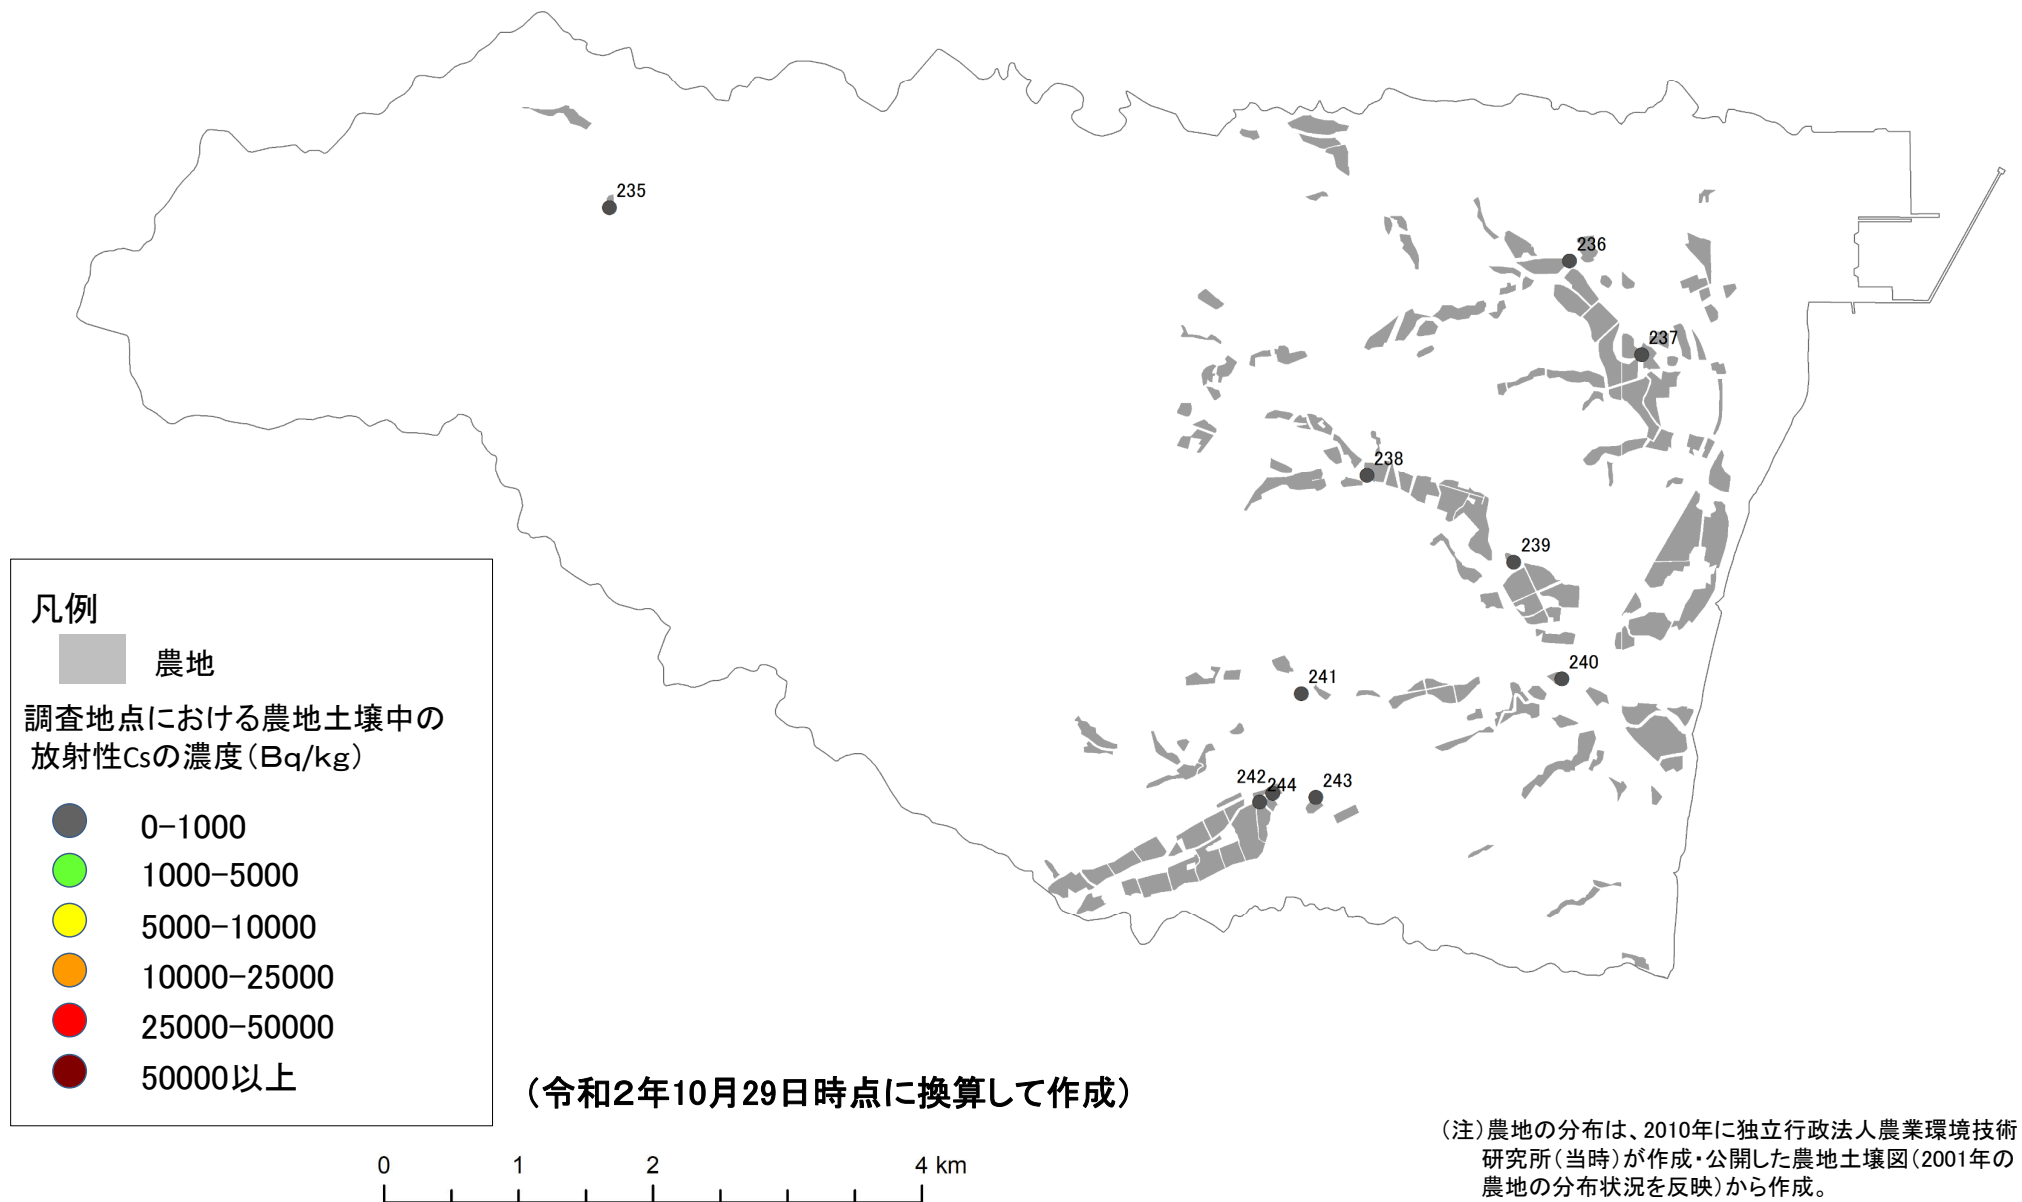 235
236
237
238
239
240
241
242
244
243
凡例
農地
調査地点における農地土壌中の
放射性Csの濃度(Bq/kg)
0-1000
1000-5000
5000-10000
10000-25000
25000-50000
50000以上
(令和2年10月29日時点に換算して作成)
0 1 2 4 km
(注)農地の分布は、2010年に独立行政法人農業環境技術
研究所(当時)が作成・公開した農地土壌図(2001年の
農地の分布状況を反映)から作成。